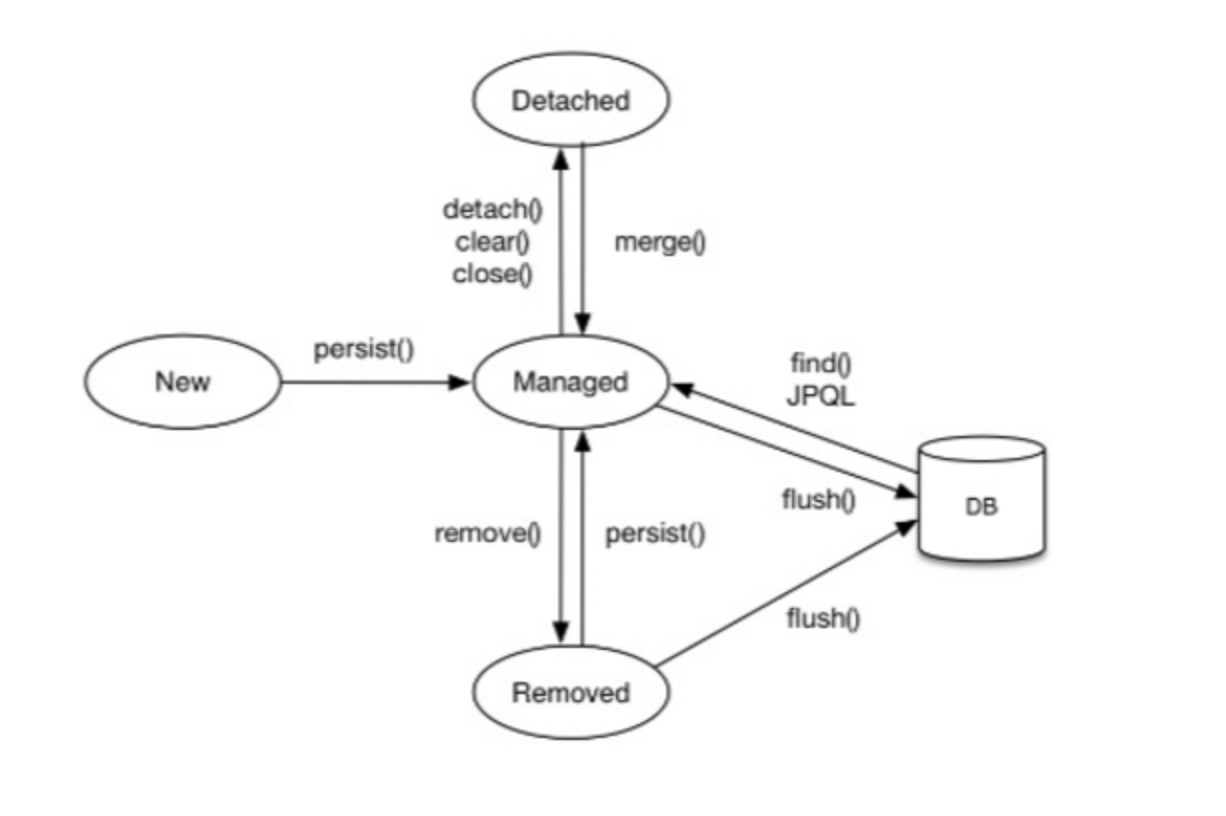 Detached
detach()
clear()
close()
merge()
persist()
New
Managed
find()
JPQL
flush()
DB
remove()
persist()
flush()
Removed